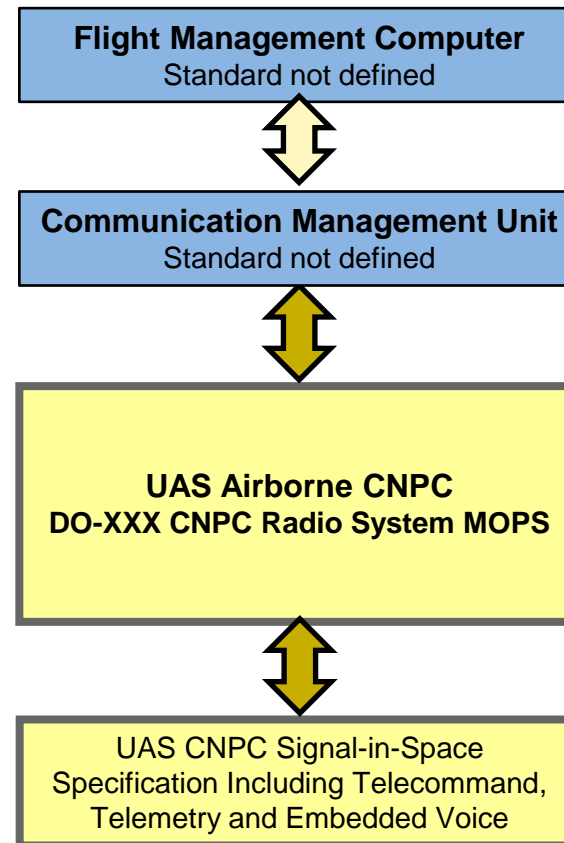 Flight Management Computer
Standard not defined
Communication Management Unit
Standard not defined
UAS Airborne CNPC
DO-XXX CNPC Radio System MOPS
UAS CNPC Signal-in-Space
Specification Including Telecommand,
Telemetry and Embedded Voice